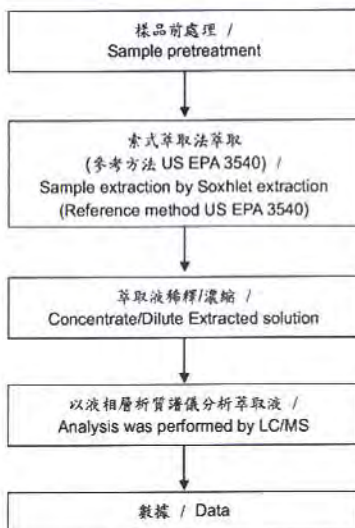 樣品前處理 /
Sample pretreatment
索式萃取法萃取
(參考方法 US EPA 3540) /
Sample extraction by Soxhlet extraction
(Reference method US EPA 3540)
萃取液稀釋/濃縮 /
Concentrate/Dilute Extracted solution
以液相層析質譜儀分析萃取液 /
Analysis was performed by LC/MS
數據 / Data